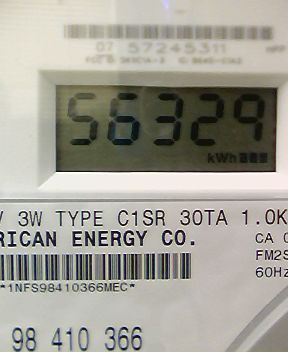 07 57245311
56329
kWh
V 3W TYPE C1SR 30TA 1.0K
RICAN ENERGY CO.
CA 0
FM2S
60Hz
*1NFS98410366MEC*
98 410 366